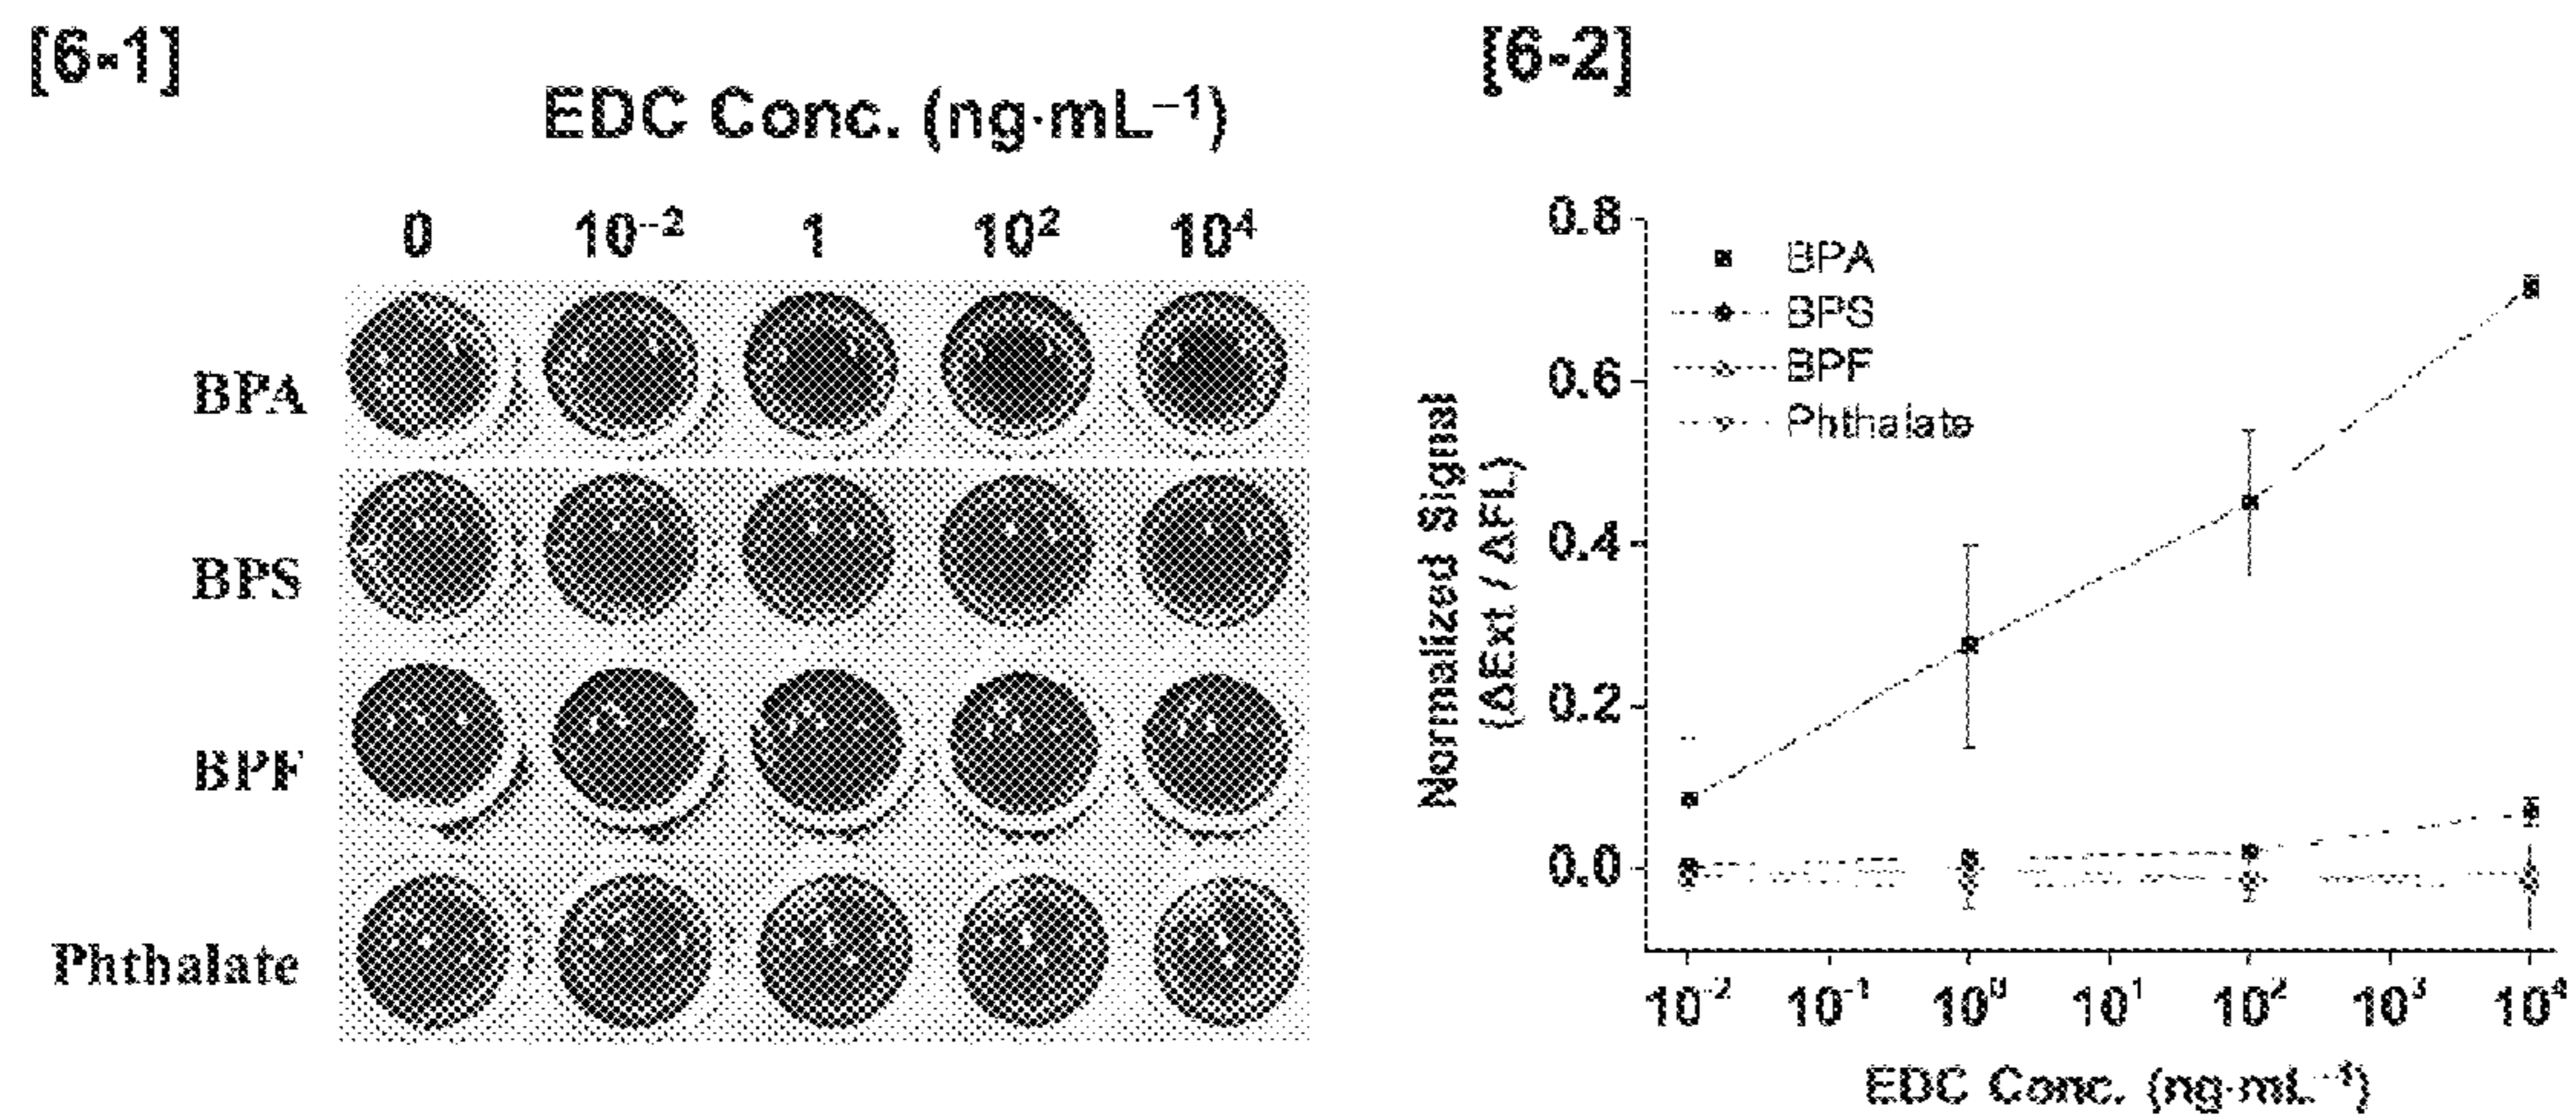 [6-1]
EDC Conc. (ng·mL⁻¹)
0 10⁻² 1 10² 10⁴
BPA
BPS
BPF
Phthalate
[6-2]
Normalized Signal
(ΔExt / ΔFL)
0.8
0.6
0.4
0.2
0.0
BPA
BPS
BPF
Phthalate
10⁻² 10⁻¹ 10⁰ 10¹ 10² 10³ 10⁴
EDC Conc. (ng·mL⁻¹)